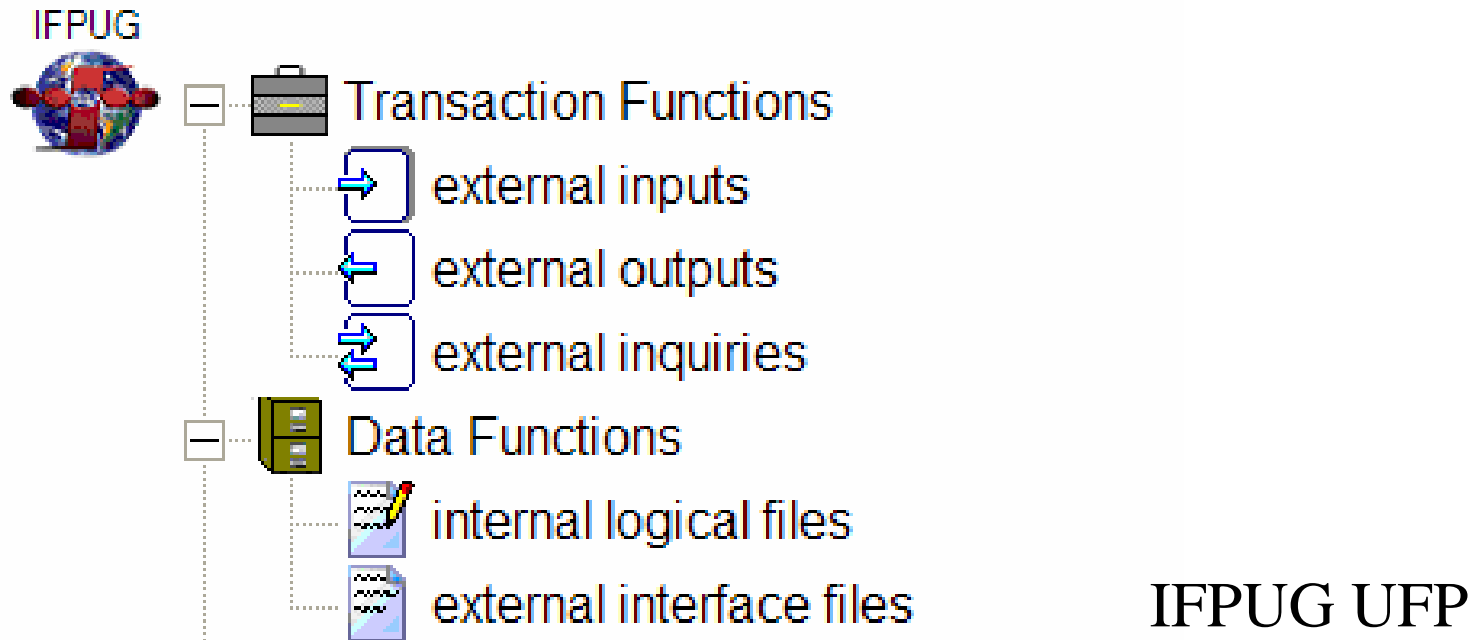 IFPUG
Transaction Functions
external inputs
external outputs
external inquiries
Data Functions
internal logical files
external interface files
IFPUG UFP